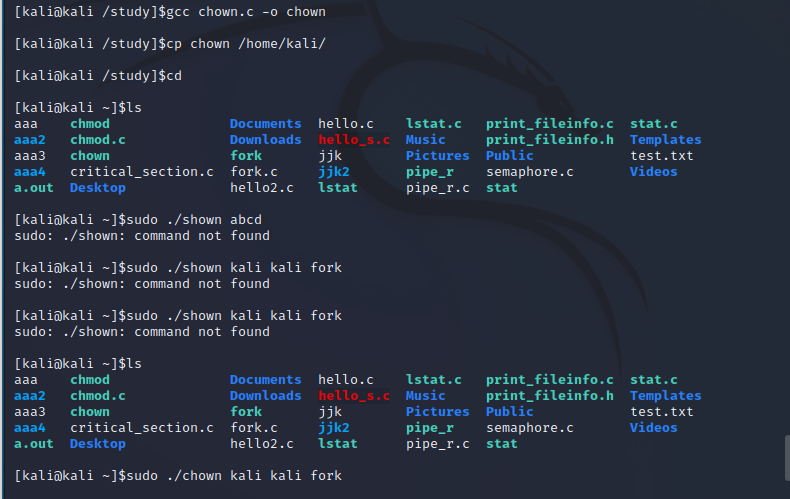 [kali@kali /study]$gcc chown.c -o chown
[kali@kali /study]$cp chown /home/kali/
[kali@kali /study]$cd
[kali@kali ~]$ls
aaa chmod Documents hello.c lstat.c print_fileinfo.c stat.c
aaa2 chmod.c Downloads hello_s.c Music print_fileinfo.h Templates
aaa3 chown fork jjk Pictures Public test.txt
aaa4 critical_section.c fork.c jjk2 pipe_r semaphore.c Videos
a.out Desktop hello2.c lstat pipe_r.c stat
[kali@kali ~]$sudo ./shown abcd
sudo: ./shown: command not found
[kali@kali ~]$sudo ./shown kali kali fork
sudo: ./shown: command not found
[kali@kali ~]$sudo ./shown kali kali fork
sudo: ./shown: command not found
[kali@kali ~]$ls
aaa chmod Documents hello.c lstat.c print_fileinfo.c stat.c
aaa2 chmod.c Downloads hello_s.c Music print_fileinfo.h Templates
aaa3 chown fork jjk Pictures Public test.txt
aaa4 critical_section.c fork.c jjk2 pipe_r semaphore.c Videos
a.out Desktop hello2.c lstat pipe_r.c stat
[kali@kali ~]$sudo ./chown kali kali fork